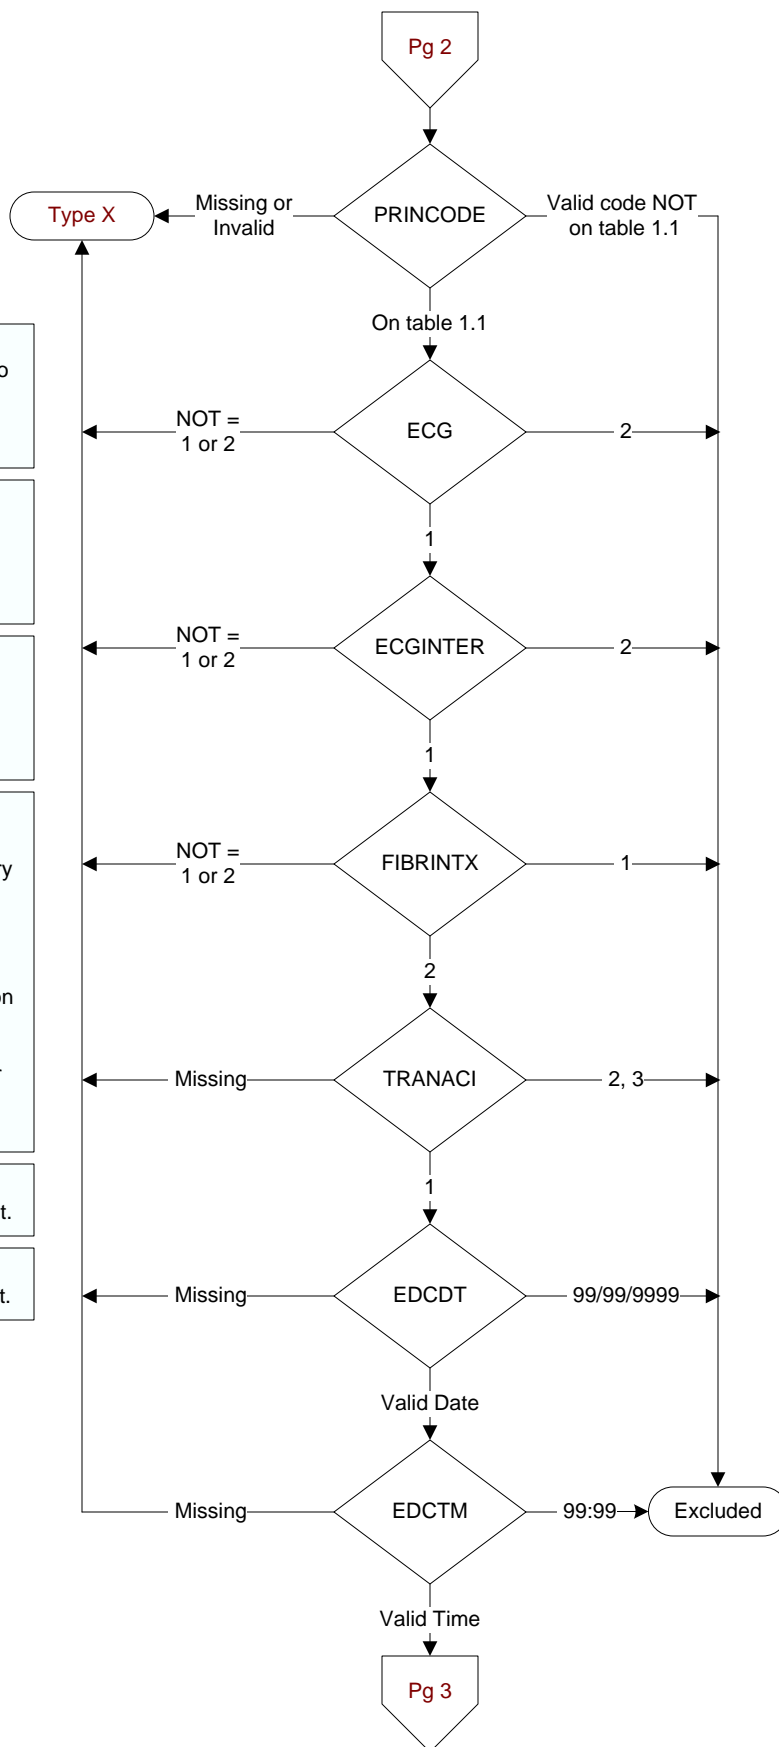 Pg 2
Type X
Missing or
Invalid
PRINCODE
Valid code NOT
on table 1.1
On table 1.1
o
NOT =
1 or 2
ECG
2
1
NOT =
1 or 2
ECGINTER
2
1
NOT =
1 or 2
FIBRINTX
1
ry
2
on
Missing
TRANACI
2, 3
1
t.
Missing
EDCDT
99/99/9999
t.
Valid Date
Missing
EDCTM
99:99
Excluded
Valid Time
Pg 3